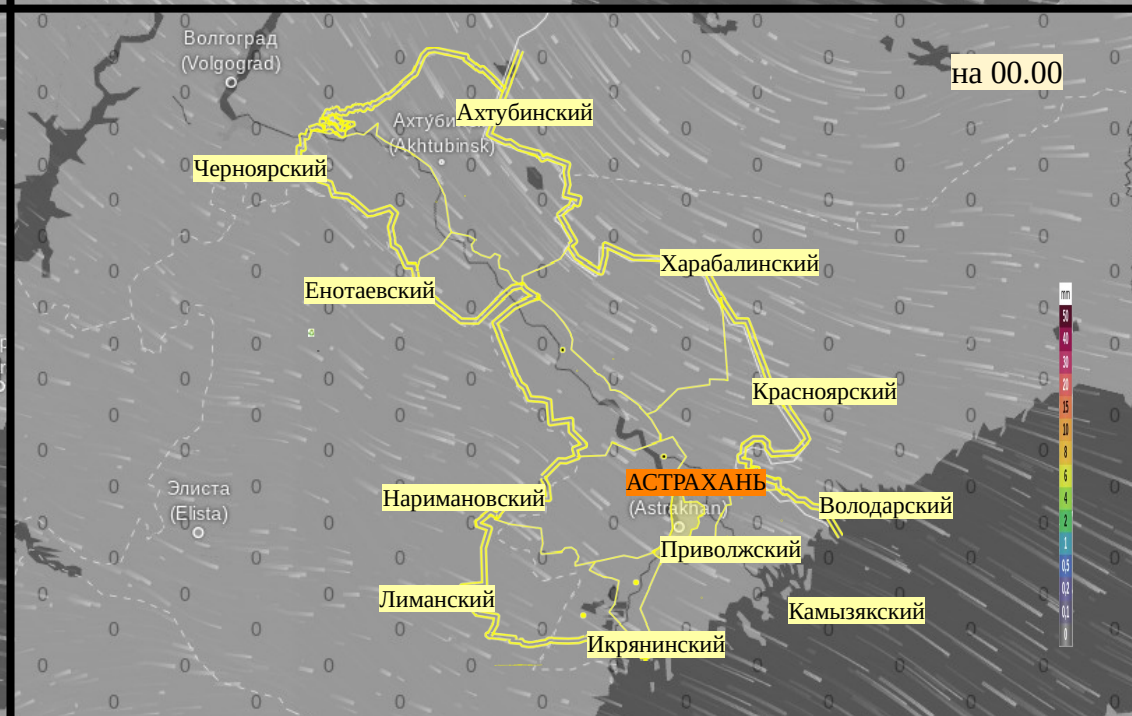 Волгоград
(Volgograd)
на 00.00
Ахтубинский
(Akhtubinsk)
Черноярский
Харабалинский
Енотаевский
mm
50
40
30
20
15
10
8
6
4
2
1
0,5
0,2
0,1
0
Красноярский
АСТРАХАНЬ
(Astrakhan)
Элиста
(Elista)
Наримановский
Володарский
Приволжский
Лиманский
Камызякский
Икрянинский